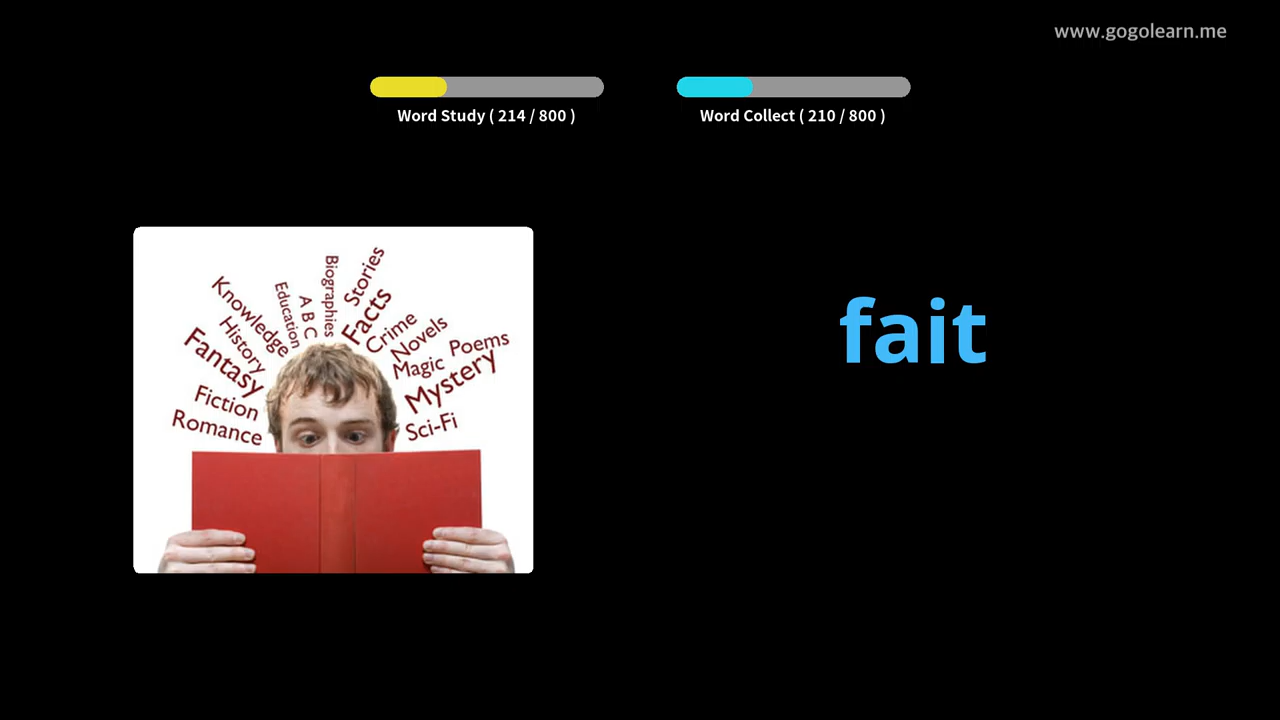 www.gogolearn.me
Word Study ( 214 / 800 )
Word Collect ( 210 / 800 )
Romance
Fiction
Fantasy
History
Knowledge
Education
A B C
Biographies
Stories
Facts
Crime
Novels
Magic
Poems
Mystery
Sci-Fi
fait